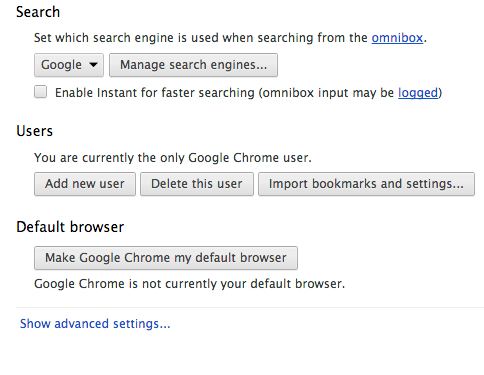 Search
Set which search engine is used when searching from the omnibox.
Google Manage search engines...
Enable Instant for faster searching (omnibox input may be logged)
Users
You are currently the only Google Chrome user.
Add new user Delete this user Import bookmarks and settings...
Default browser
Make Google Chrome my default browser
Google Chrome is not currently your default browser.
Show advanced settings...